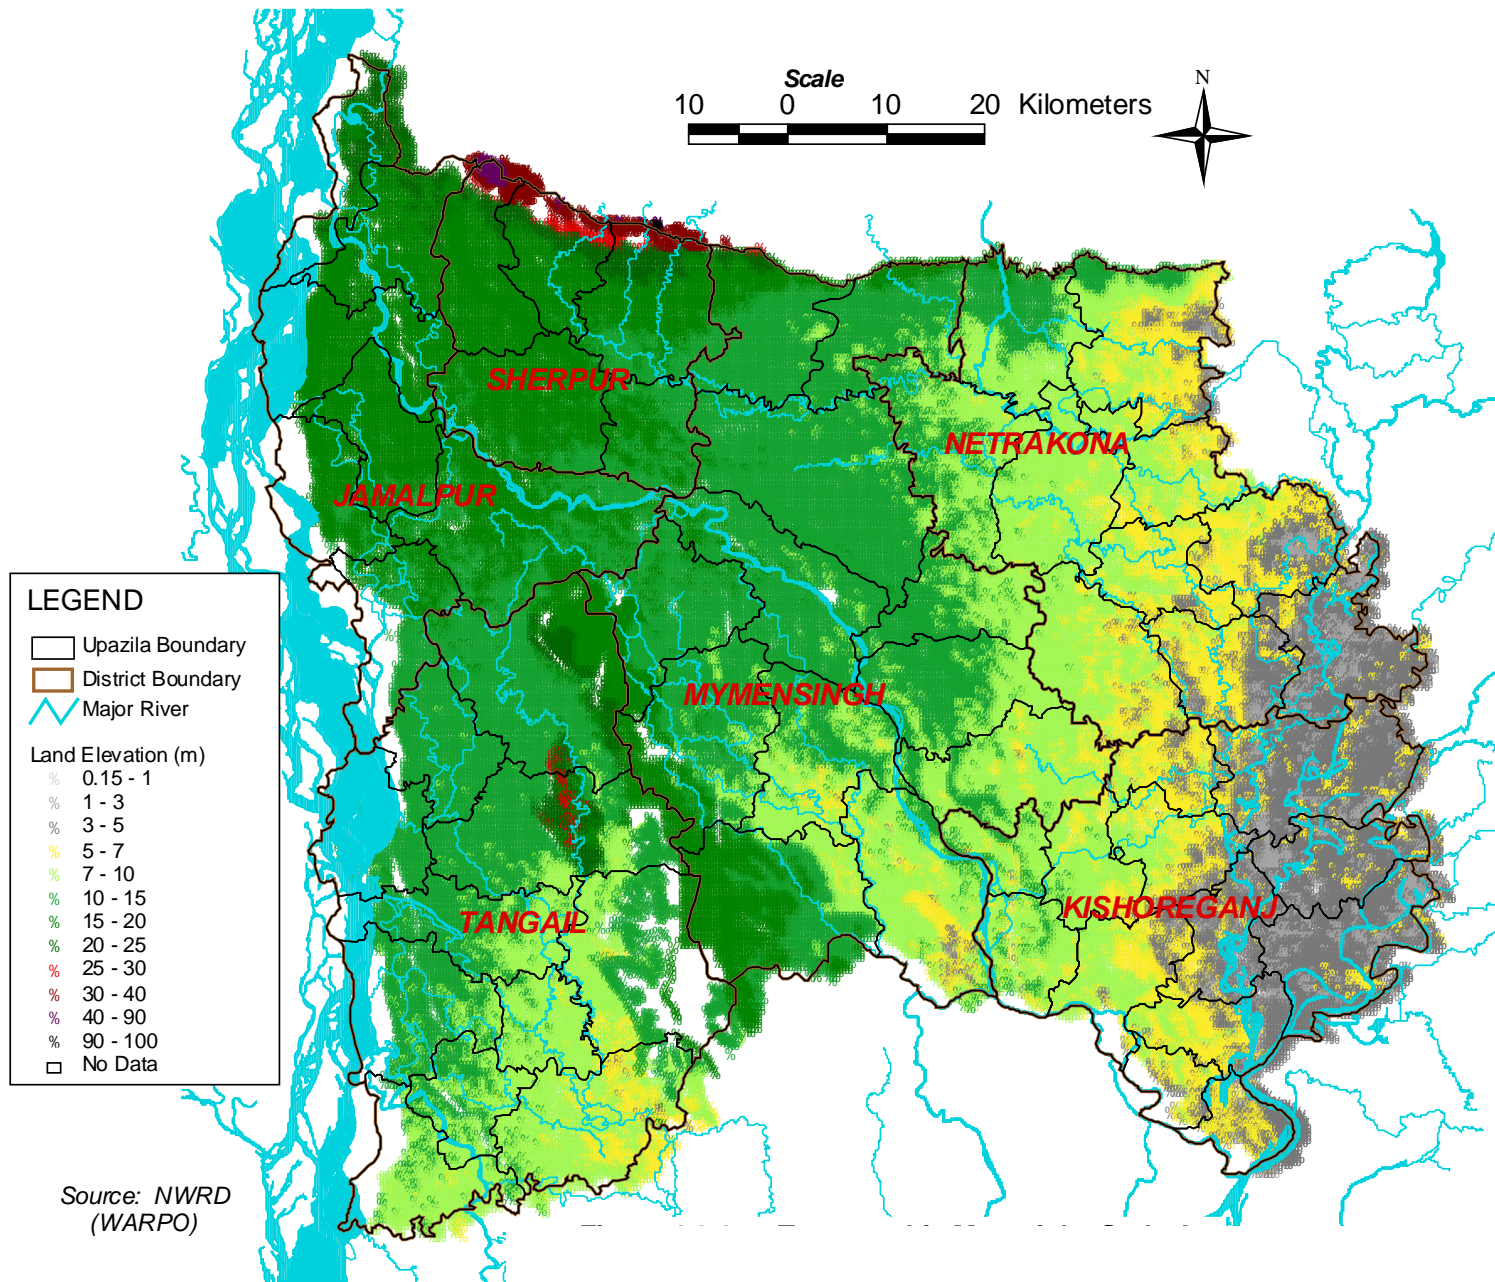 Scale
10 0 10 20 Kilometers
N
SHERPUR
NETRAKONA
JAMALPUR
MYMENSINGH
KISHOREGANJ
TANGAIL
LEGEND
Upazila Boundary
District Boundary
Major River
Land Elevation (m)
% 0.15 - 1
% 1 - 3
% 3 - 5
% 5 - 7
% 7 - 10
% 10 - 15
% 15 - 20
% 20 - 25
% 25 - 30
% 30 - 40
% 40 - 90
% 90 - 100
No Data
Source: NWRD
(WARPO)